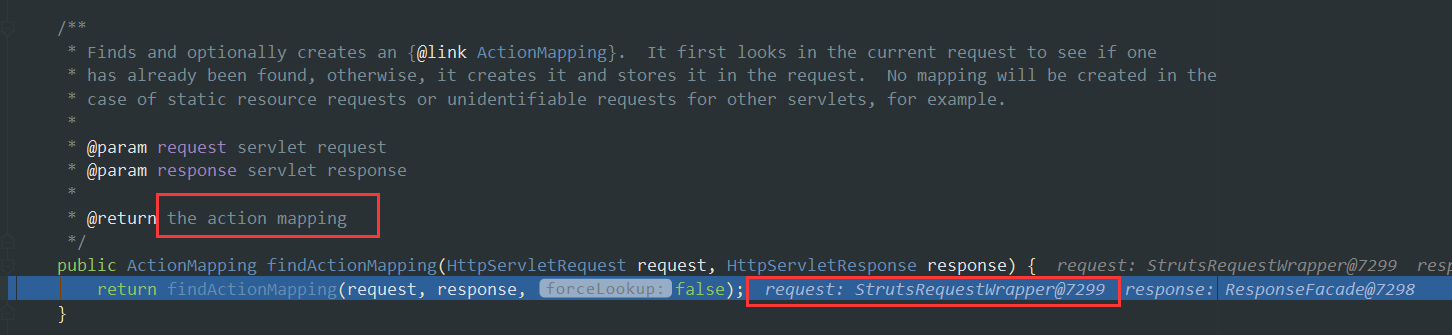 /**
* Finds and optionally creates an {@link ActionMapping}.  It first looks in the current request to see if one
* has already been found, otherwise, it creates it and stores it in the request.  No mapping will be created in the
* case of static resource requests or unidentifiable requests for other servlets, for example.
*
* @param request servlet request
* @param response servlet response
*
* @return the action mapping
*/
public ActionMapping findActionMapping(HttpServletRequest request, HttpServletResponse response) {  request: StrutsRequestWrapper@7299  resp
return findActionMapping(request, response, forceLookup: false);  request: StrutsRequestWrapper@7299  response: ResponseFacade@7298
}